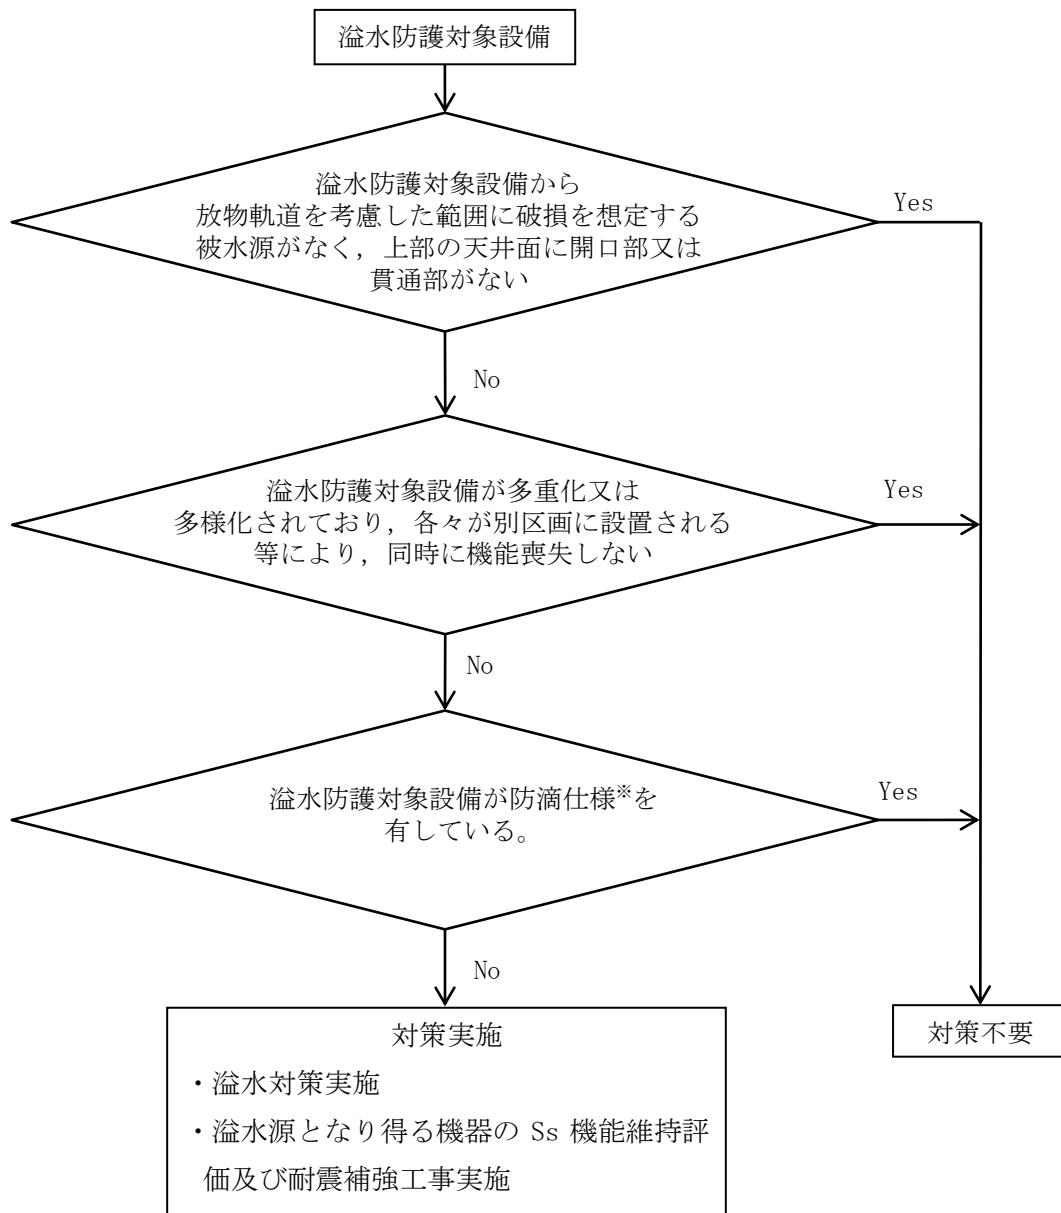 溢水防護対象設備
溢水防護対象設備から
放物軌道を考慮した範囲に破損を想定する
被水源がなく，上部の天井面に開口部又は
貫通部がない
Yes
No
溢水防護対象設備が多重化又は
多様化されており，各々が別区画に設置される
等により，同時に機能喪失しない
Yes
No
溢水防護対象設備が防滴仕様※を
有している。
Yes
No
対策実施
・溢水対策実施
・溢水源となり得る機器の Ss 機能維持評
価及び耐震補強工事実施
対策不要